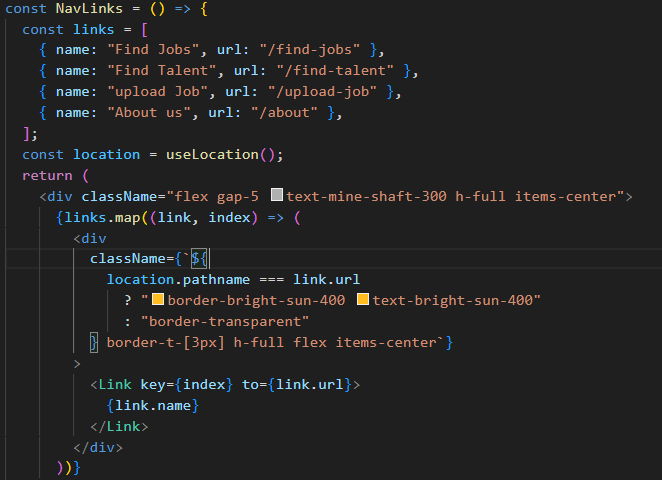 const NavLinks = () => {
  const links = [
    { name: "Find Jobs", url: "/find-jobs" },
    { name: "Find Talent", url: "/find-talent" },
    { name: "upload Job", url: "/upload-job" },
    { name: "About us", url: "/about" },
  ];
  const location = useLocation();
  return (
    <div className="flex gap-5 text-mine-shaft-300 h-full items-center">
      {links.map((link, index) => (
        <div
          className={`${
            location.pathname === link.url
              ? "border-bright-sun-400 text-bright-sun-400"
              : "border-transparent"
          } border-t-[3px] h-full flex items-center`}
        >
          <Link key={index} to={link.url}>
            {link.name}
          </Link>
        </div>
      ))}